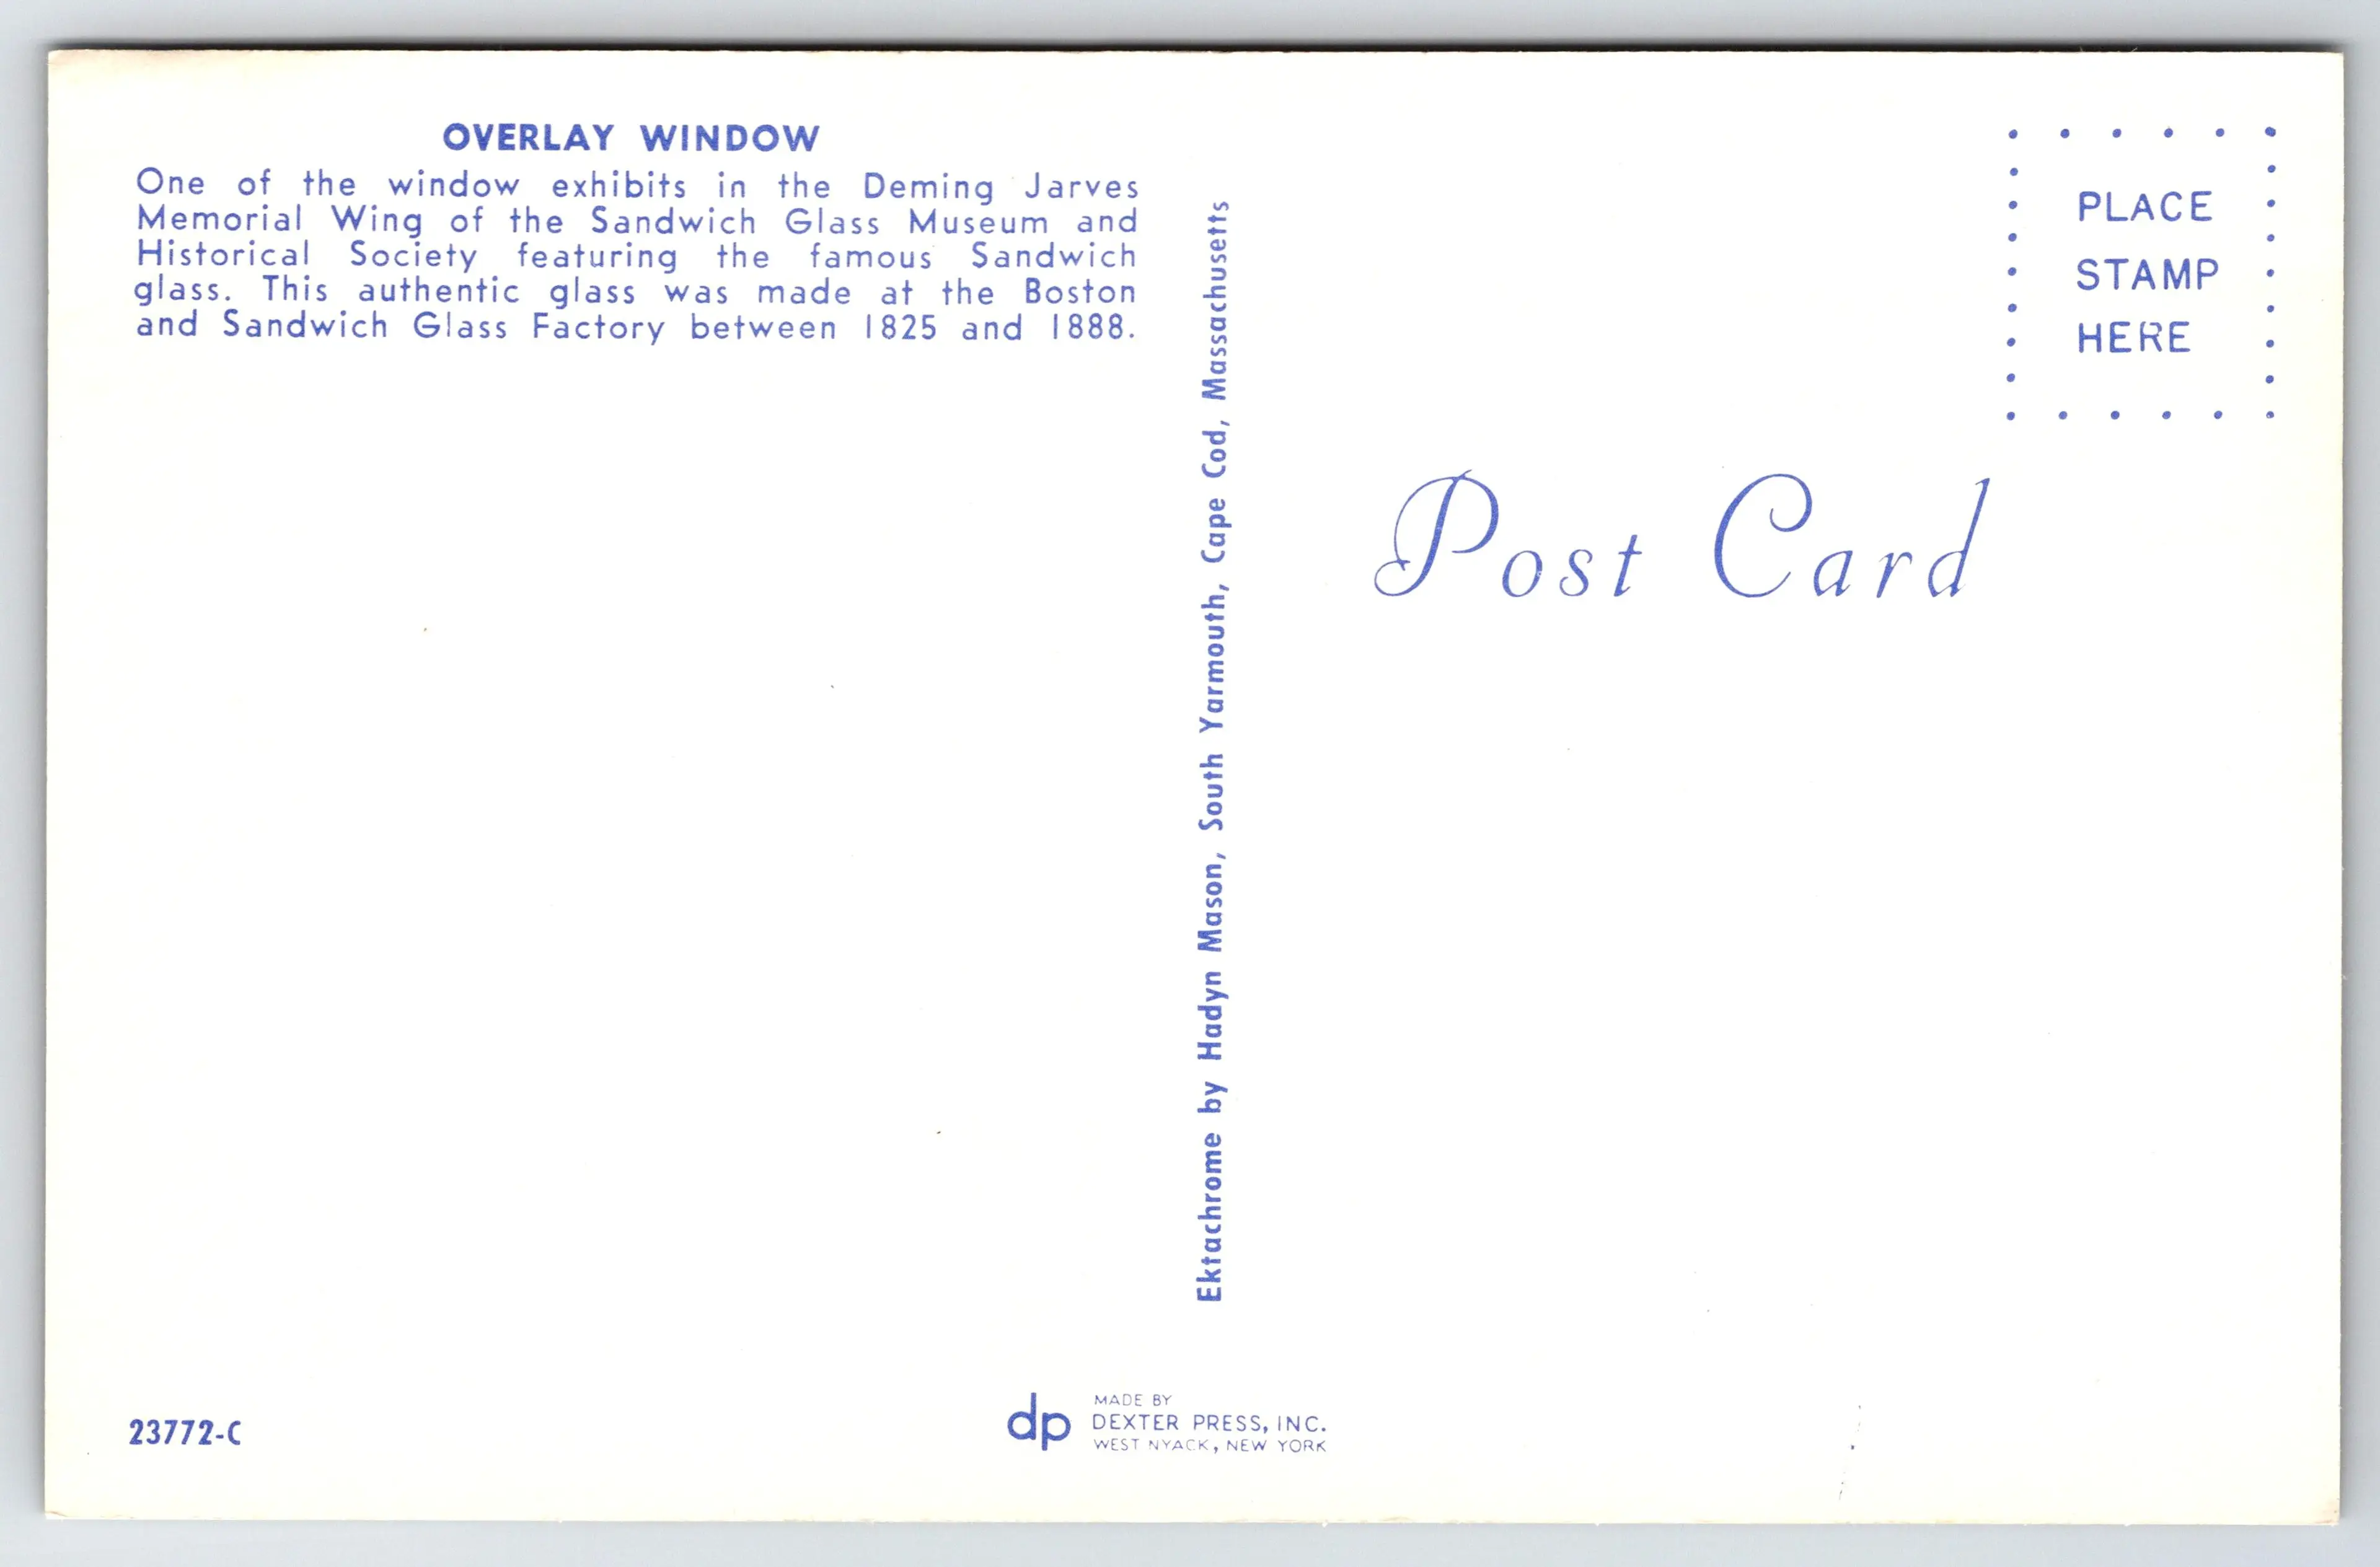 OVERLAY WINDOW
One of the window exhibits in the Deming Jarves
Memorial Wing of the Sandwich Glass Museum and
Historical Society featuring the famous Sandwich
glass. This authentic glass was made at the Boston
and Sandwich Glass Factory between 1825 and 1888.
Ektachrome by Hadyn Mason, South Yarmouth, Cape Cod, Massachusetts
PLACE
STAMP
HERE
Post Card
23772-C
dp
MADE BY
DEXTER PRESS, INC.
WEST NYACK, NEW YORK